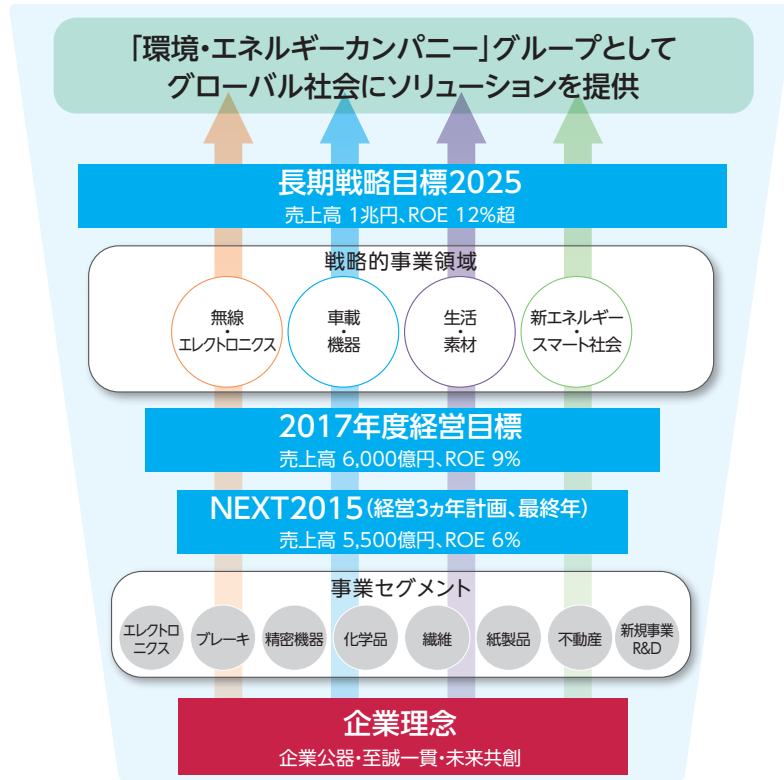 「環境・エネルギーカンパニー」グループとして
グローバル社会にソリューションを提供
長期戦略目標2025
売上高 1兆円、ROE 12%超
戦略的事業領域
無線
・
エレクトロニクス
車載
・
機器
生活
・
素材
新エネルギー
・
スマート社会
2017年度経営目標
売上高 6,000億円、ROE 9%
NEXT2015(経営3ヵ年計画、最終年)
売上高 5,500億円、ROE 6%
事業セグメント
エレクトロ
ニクス
ブレーキ
精密機器
化学品
繊維
紙製品
不動産
新規事業
R&D
企業理念
企業公器・至誠一貫・未来共創